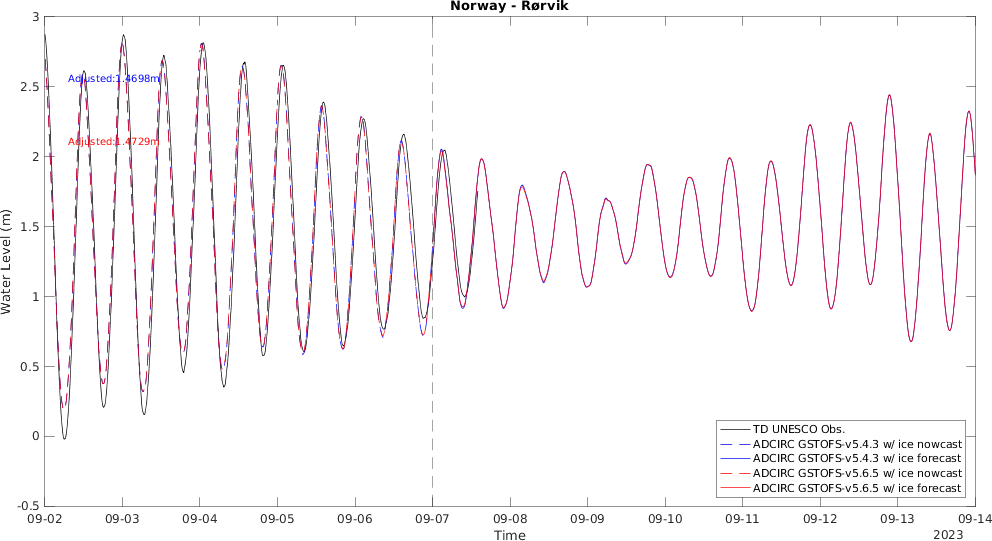 Norway - Rørvik
3
2.5
2
1.5
1
0.5
0
-0.5
Water Level (m)
Adjusted:1.4698m
Adjusted:1.4729m
TD UNESCO Obs.
ADCIRC GSTOFS-v5.4.3 w/ ice nowcast
ADCIRC GSTOFS-v5.4.3 w/ ice forecast
ADCIRC GSTOFS-v5.6.5 w/ ice nowcast
ADCIRC GSTOFS-v5.6.5 w/ ice forecast
09-02 09-03 09-04 09-05 09-06 09-07 09-08 09-09 09-10 09-11 09-12 09-13 09-14
Time
2023